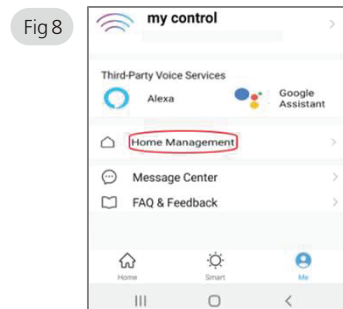 Fig 8
my control
Third-Party Voice Services
Alexa
Google
Assistant
Home Management
Message Center
FAQ & Feedback
Home Smart Me